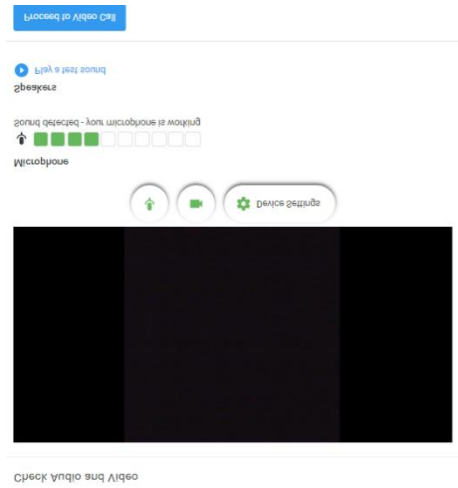 Check Audio and Video
Device Settings
Microphone
Sound detected - your microphone is working
Speakers
Play a test sound
Proceed to Video Call